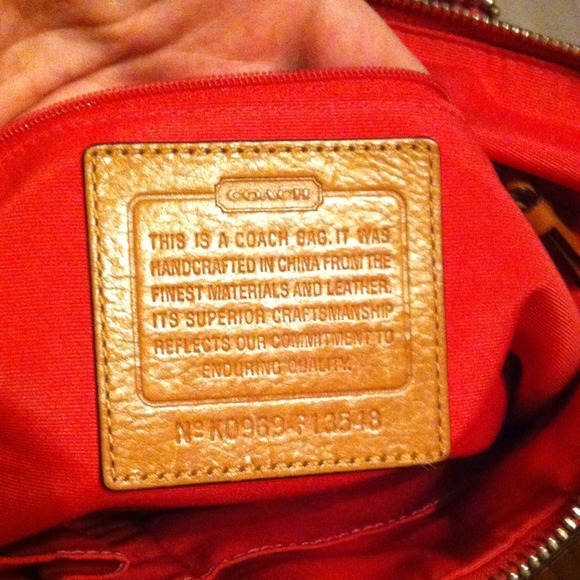 COACH
THIS IS A COACH BAG. IT WAS
HANDCRAFTED IN CHINA FROM THE
FINEST MATERIALS AND LEATHER.
ITS SUPERIOR CRAFTSMANSHIP
REFLECTS OUR COMMITMENT TO
ENDURING QUALITY.
Nº K0969-F13548